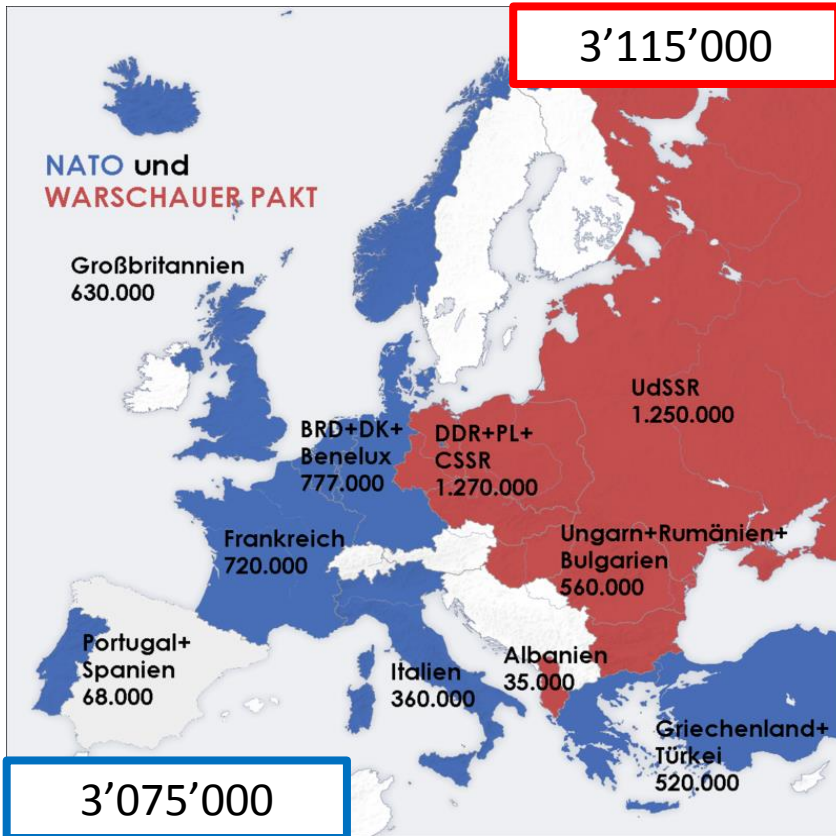 3’115’000
NATO und
WARSCHAUER PAKT
Großbritannien
630.000
UdSSR
1.250.000
BRD+DK+
Benelux
777.000
DDR+PL+
CSSR
1.270.000
Frankreich
720.000
Ungarn+Rumänien+
Bulgarien
560.000
Portugal+
Spanien
68.000
Italien
360.000
Albanien
35.000
Griechenland+
Türkei
520.000
3’075’000